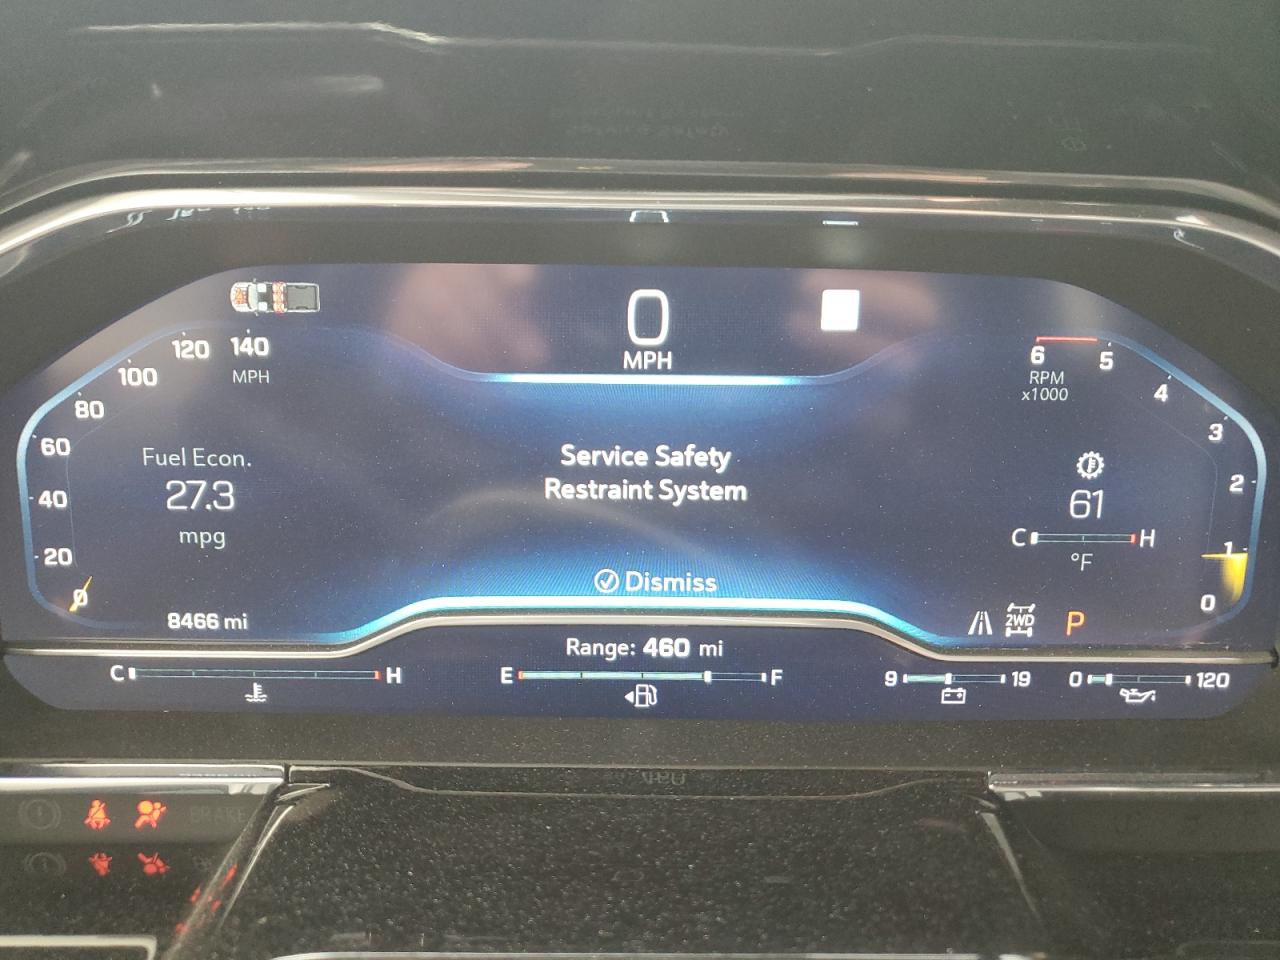 0
MPH
120 140
MPH
100
80
60
40
20
0
Fuel Econ.
27.3
mpg
8466 mi
Service Safety
Restraint System
Dismiss
6 5
RPM
x1000
4
3
2
1
0
61
C H
°F
2WD P
Range: 460 mi
C H
E F
9 19
0 120
BRAKE